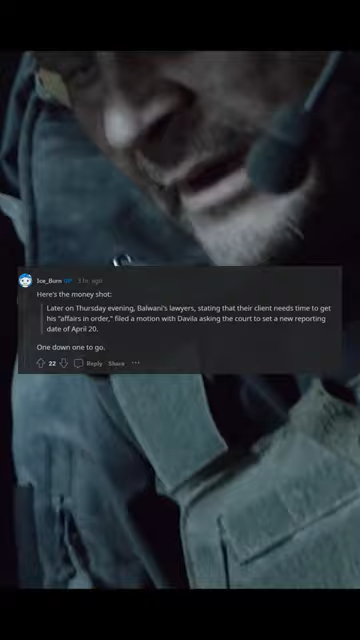 Ice_Burn OP · 11h ago
Here's the money shot:
Later on Thursday evening, Balwani's lawyers, stating that their client needs time to get
his "affairs in order," filed a motion with Davila asking the court to set a new reporting
date of April 20.
One down one to go.
22 Reply Share ···